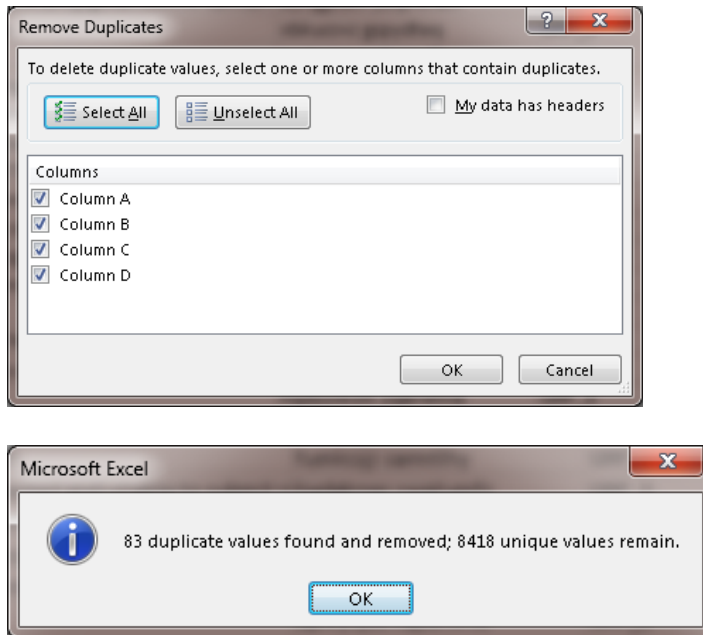 Remove Duplicates
To delete duplicate values, select one or more columns that contain duplicates.
Select All Unselect All My data has headers
Columns
Column A
Column B
Column C
Column D
OK Cancel
Microsoft Excel
83 duplicate values found and removed; 8418 unique values remain.
OK